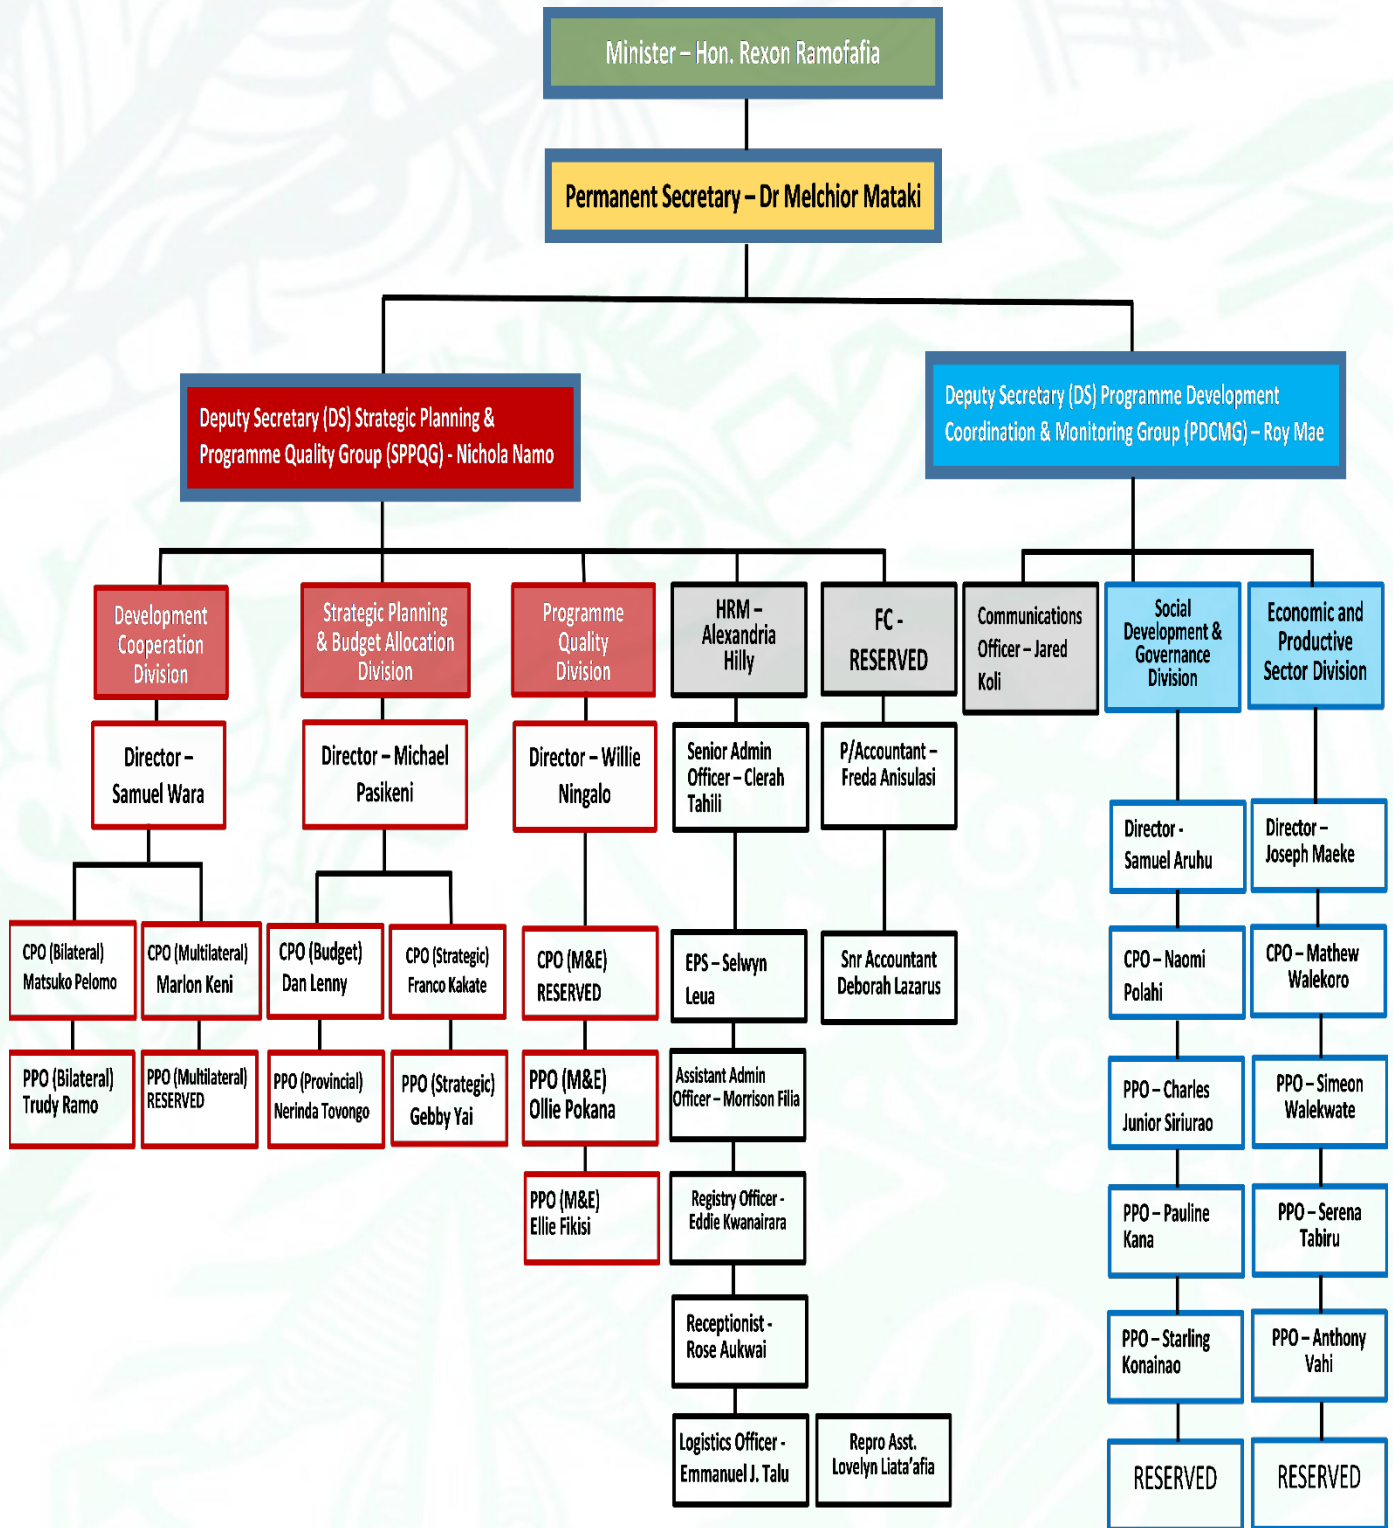 Minister – Hon. Rexon Ramofafia
Permanent Secretary – Dr Melchior Mataki
Deputy Secretary (DS) Strategic Planning &
Programme Quality Group (SPPQG) - Nichola Namo
Deputy Secretary (DS) Programme Development
Coordination & Monitoring Group (PDCMG) – Roy Mae
Development
Cooperation
Division
Strategic Planning
& Budget Allocation
Division
Programme
Quality
Division
HRM –
Alexandria
Hilly
FC -
RESERVED
Communications
Officer – Jared
Koli
Social
Development &
Governance
Division
Economic and
Productive
Sector Division
Director –
Samuel Wara
Director – Michael
Pasikeni
Director – Willie
Ningalo
Senior Admin
Officer – Clerah
Tahili
P/Accountant –
Freda Anisulasi
Director -
Samuel Aruhu
Director –
Joseph Maeke
CPO (Bilateral)
Matsuko Pelomo
CPO (Multilateral)
Marlon Keni
CPO (Budget)
Dan Lenny
CPO (Strategic)
Franco Kakate
CPO (M&E)
RESERVED
EPS – Selwyn
Leua
Snr Accountant
Deborah Lazarus
CPO – Naomi
Polahi
CPO – Mathew
Walekoro
PPO (Bilateral)
Trudy Ramo
PPO (Multilateral)
RESERVED
PPO (Provincial)
Nerinda Tovongo
PPO (Strategic)
Gebby Yai
PPO (M&E)
Ollie Pokana
Assistant Admin
Officer – Morrison Filia
PPO – Charles
Junior Siriurao
PPO – Simeon
Walekwate
PPO (M&E)
Ellie Fikisi
Registry Officer -
Eddie Kwanairara
PPO – Pauline
Kana
PPO – Serena
Tabiru
Receptionist -
Rose Aukwai
PPO – Starling
Konainao
PPO – Anthony
Vahi
Logistics Officer -
Emmanuel J. Talu
Repro Asst.
Lovelyn Liata’afia
RESERVED
RESERVED